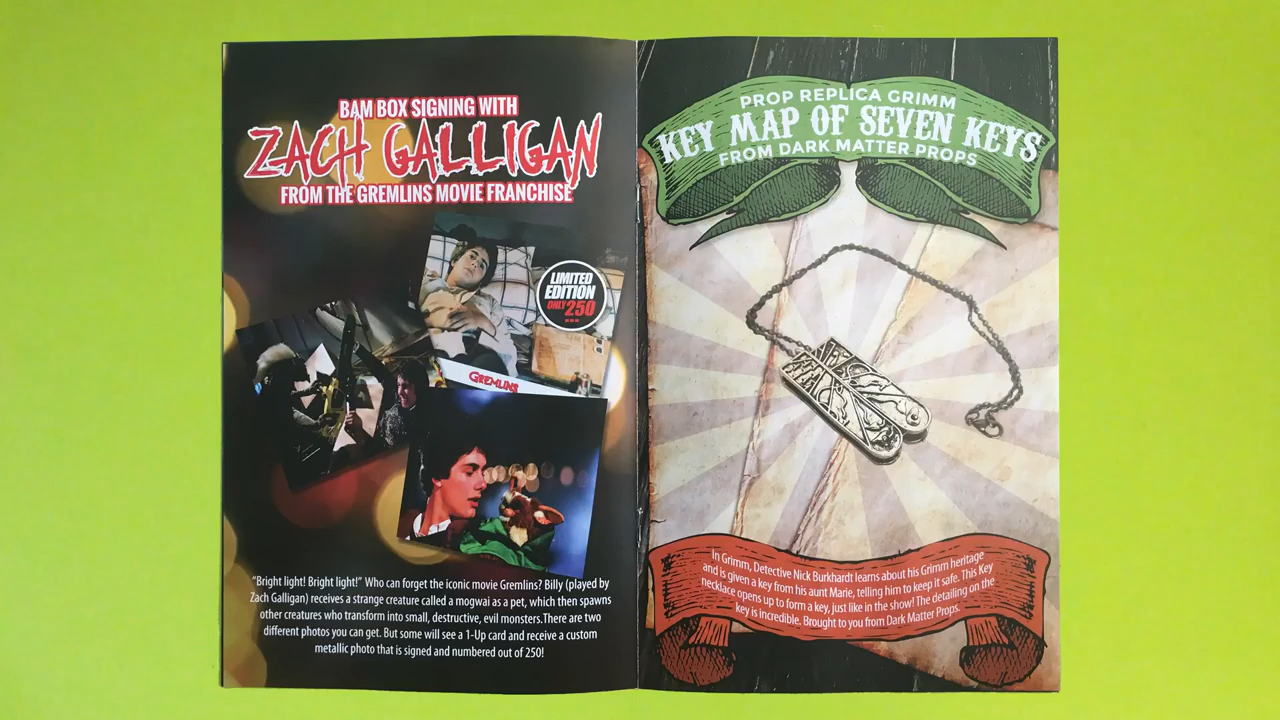 BAM BOX SIGNING WITH
ZACH GALLIGAN
FROM THE GREMLINS MOVIE FRANCHISE
LIMITED
EDITION
ONLY 250
GREMLINS
"Bright light! Bright light!" Who can forget the iconic movie Gremlins? Billy (played by
Zach Galligan) receives a strange creature called a mogwai as a pet, which then spawns
other creatures who transform into small, destructive, evil monsters.There are two
different photos you can get. But some will see a 1-Up card and receive a custom
metallic photo that is signed and numbered out of 250!
PROP REPLICA GRIMM
KEY MAP OF SEVEN KEYS
FROM DARK MATTER PROPS
In Grimm, Detective Nick Burkhardt learns about his Grimm heritage
and is given a key from his aunt Marie, telling him to keep it safe. This Key
necklace opens up to form a key, just like in the show! The detailing on the
key is incredible. Brought to you from Dark Matter Props.